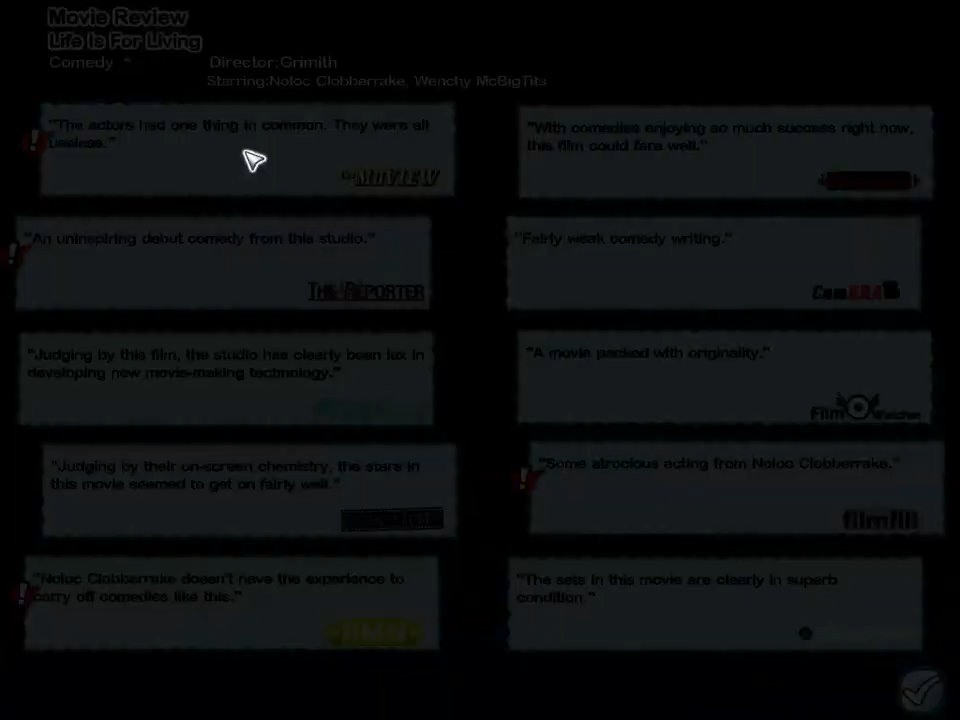 Movie Review
Life Is For Living
Comedy
Director:Grimith
Starring:Noloc Clobberrake, Wenchy McBigTits
"The actors had one thing in common. They were all
useless."
THE MOVIEW
"With comedies enjoying so much success right now,
this film could fare well."
"An uninspiring debut comedy from this studio."
THE REPORTER
"Fairly weak comedy writing."
"Judging by this film, the studio has clearly been lax in
developing new movie-making technology."
"A movie packed with originality."
Film Watcher
"Judging by their on-screen chemistry, the stars in
this movie seemed to get on fairly well."
"Some atrocious acting from Noloc Clobberrake."
filmfill
"Noloc Clobberrake doesn't have the experience to
carry off comedies like this."
"The sets in this movie are clearly in superb
condition."